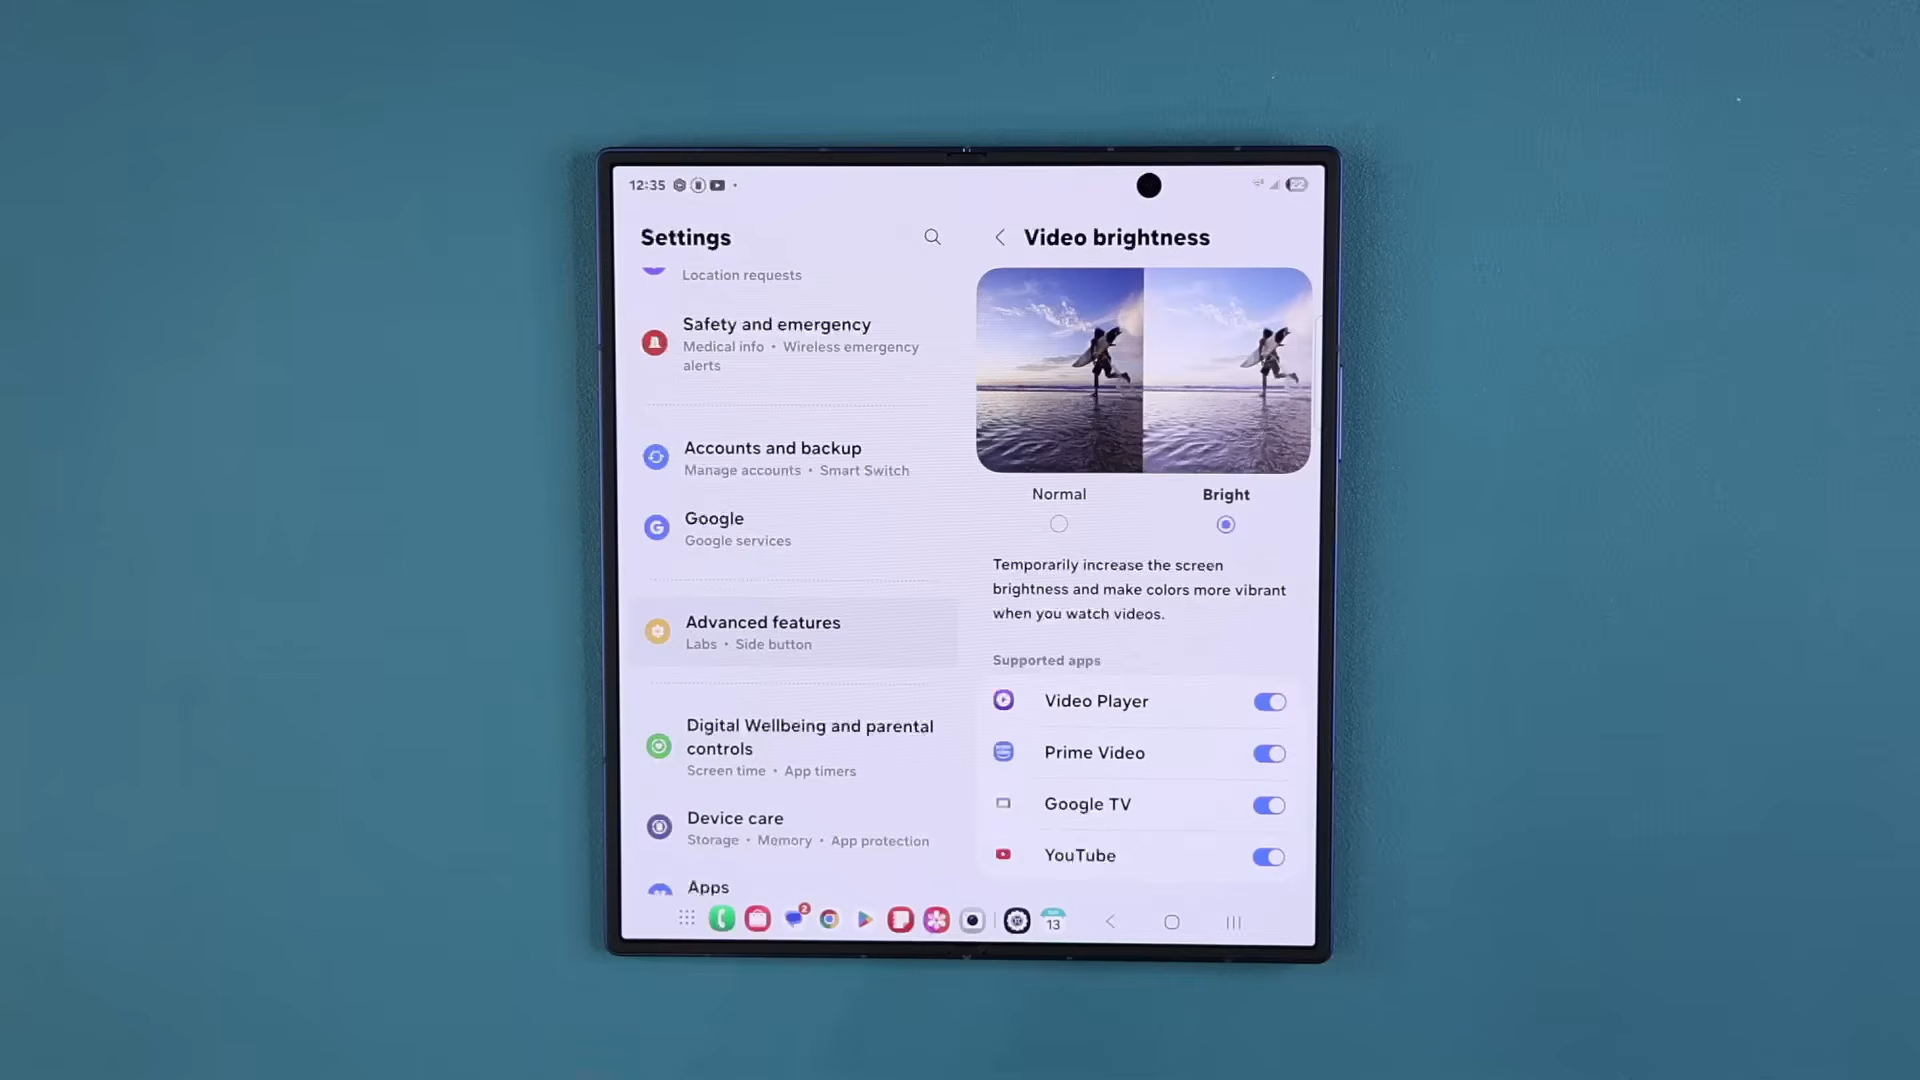 12:35
Settings
Location requests
Safety and emergency
Medical info • Wireless emergency
alerts
Accounts and backup
Manage accounts • Smart Switch
Google
Google services
Advanced features
Labs • Side button
Digital Wellbeing and parental
controls
Screen time • App timers
Device care
Storage • Memory • App protection
Apps
Video brightness
Normal
Bright
Temporarily increase the screen
brightness and make colors more vibrant
when you watch videos.
Supported apps
Video Player
Prime Video
Google TV
YouTube
2
13